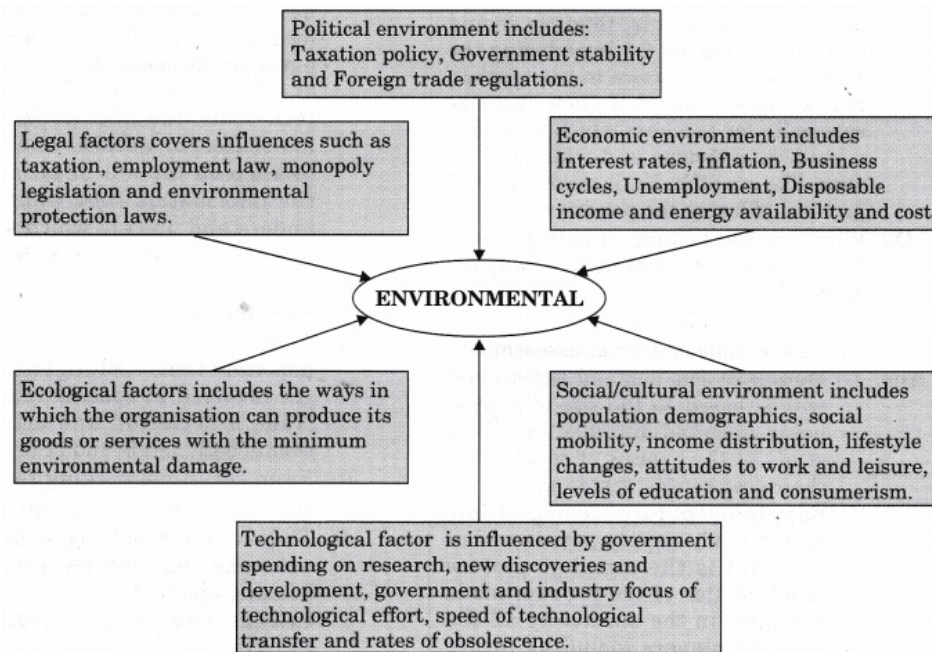 Political environment includes:
Taxation policy, Government stability
and Foreign trade regulations.
Legal factors covers influences such as
taxation, employment law, monopoly
legislation and environmental
protection laws.
Economic environment includes
Interest rates, Inflation, Business
cycles, Unemployment, Disposable
income and energy availability and cost.
ENVIRONMENTAL
Ecological factors includes the ways in
which the organisation can produce its
goods or services with the minimum
environmental damage.
Social/cultural environment includes
population demographics, social
mobility, income distribution, lifestyle
changes, attitudes to work and leisure,
levels of education and consumerism.
Technological factor is influenced by government
spending on research, new discoveries and
development, government and industry focus of
technological effort, speed of technological
transfer and rates of obsolescence.